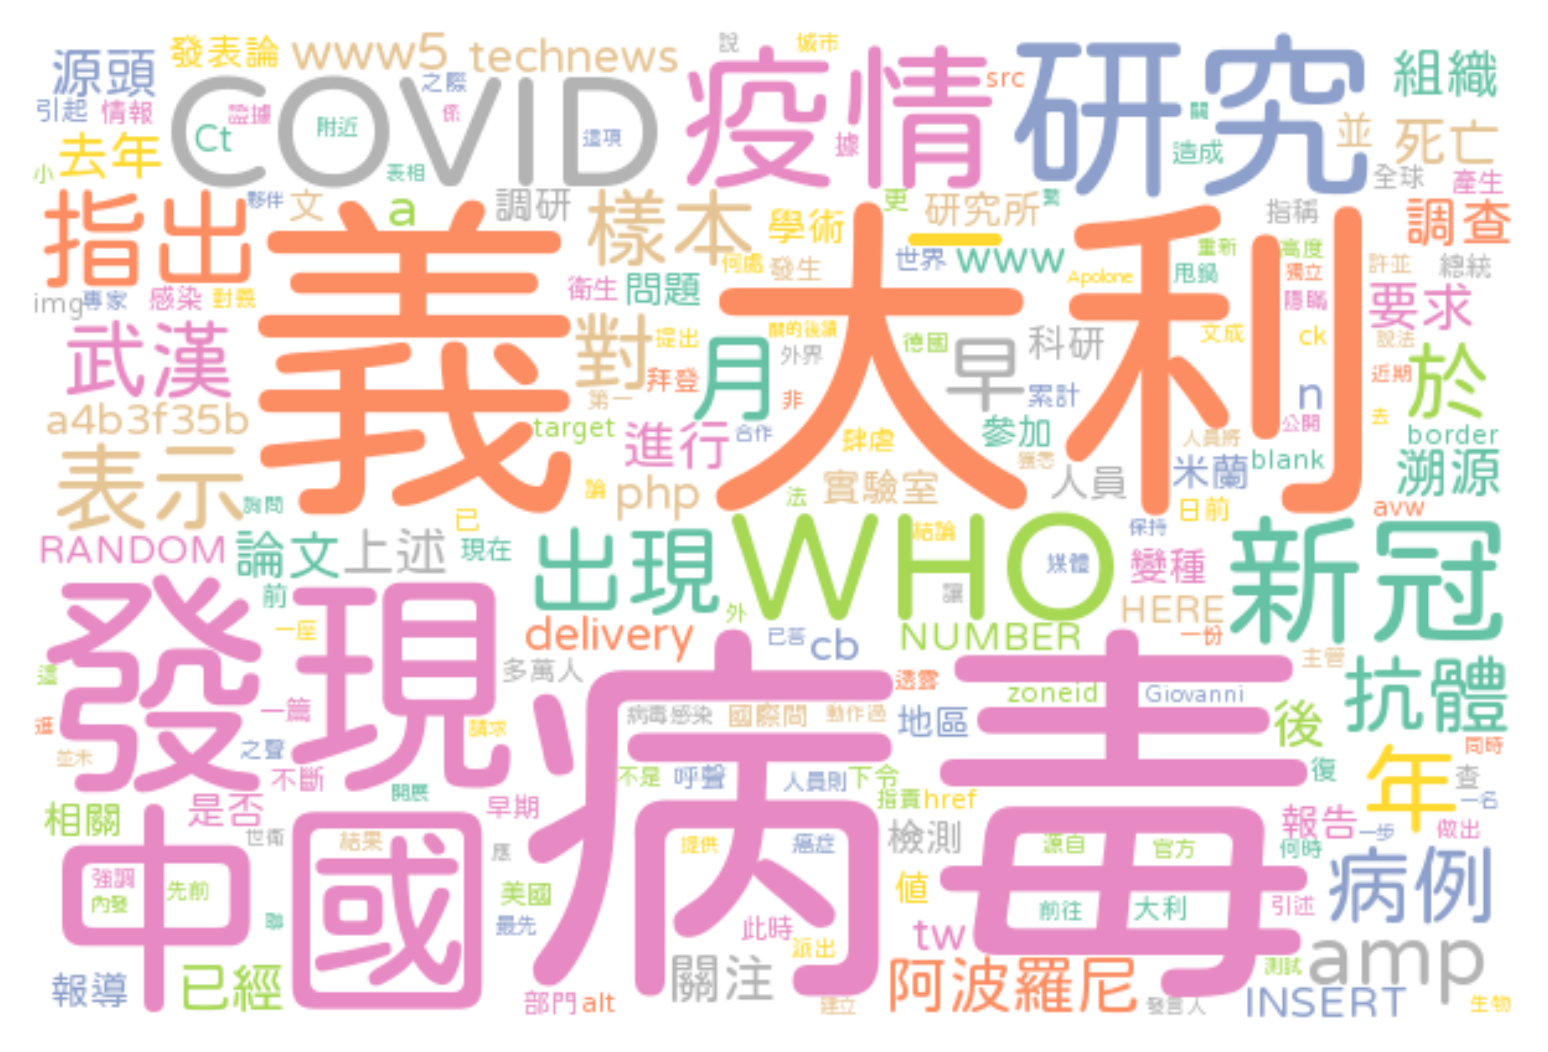 源頭 發表論 www5 technews 說 城市
引起 情報 之際 src 組織
COVID 疫情 研究
去年 Ct 證據 附近 係 這項 據 關 造成 並 死亡
小 表相 全球 產生
指出 夥伴 文 a 調研 樣本 學術 更 研究所 繁 指稱 調查
義大利
何處 發生 世界 www 重新 高度 許並 總統
img 專家 感染 對義 衛生 問題 Apolone 甩鍋 獨立 隱瞞 要求
武漢 對 提出 關的後續 德國 科研 文成 ck 說法
月 外界 早 於
拜登 非 累計 n 近期
a4b3f35b 第一 公開 去
target 進行 合作 肆虐 參加 人員將 border
表示 論 php 實驗室 獲悉 人員 米蘭 blank 溯源
詢問 已 法 日前 avw
RANDOM 論文 上述 現在 出現 WHO 結論 保持 新冠
媒體 變種
前 外 讓 HERE
發現 一座 delivery 已答 cb NUMBER 一份
這 多萬人 透露 主管
病毒 zoneid Giovanni 抗體
進 一篇 請求 病毒感染 國際間 動作過 地區 後
並未 之聲 不斷 不是 呼聲 人員則 下令 復 年 同時 查
開展 指責 href 一名
相關 是否 早期 檢測 報告 一步 做出
中國 世衛 結果 應 提供 癌症 源自 官方 何時
強調 先前 美國 值 病例
內發 最先 前往 大利 引述
此時 tw
派出 測試 amp
報導 已經 關注 阿波羅尼
部門 alt 建立 發言人 INSERT 生物